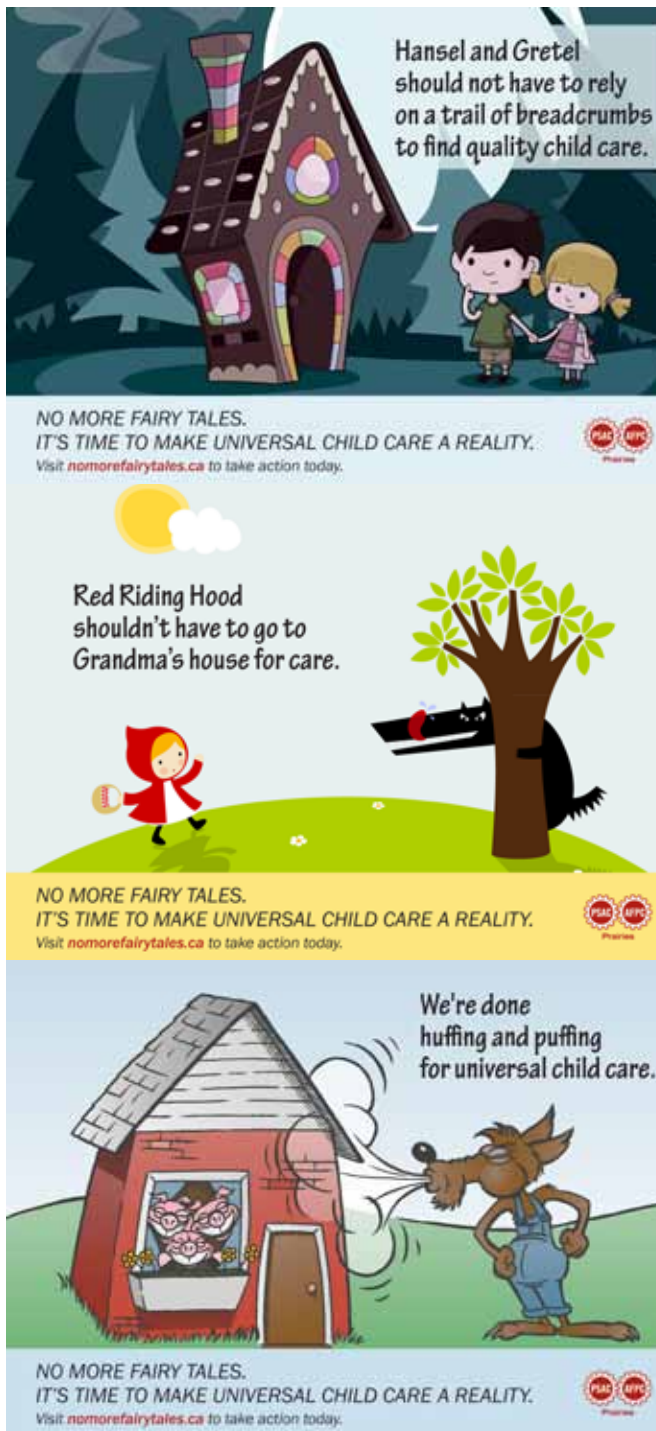 Hansel and Gretel
should not have to rely
on a trail of breadcrumbs
to find quality child care.
NO MORE FAIRY TALES.
IT'S TIME TO MAKE UNIVERSAL CHILD CARE A REALITY.
Visit nomorefairytales.ca to take action today.
PSAC AFPC
Prairies
Red Riding Hood
shouldn't have to go to
Grandma's house for care.
NO MORE FAIRY TALES.
IT'S TIME TO MAKE UNIVERSAL CHILD CARE A REALITY.
Visit nomorefairytales.ca to take action today.
PSAC AFPC
Prairies
We're done
huffing and puffing
for universal child care.
NO MORE FAIRY TALES.
IT'S TIME TO MAKE UNIVERSAL CHILD CARE A REALITY.
Visit nomorefairytales.ca to take action today.
PSAC AFPC
Prairies